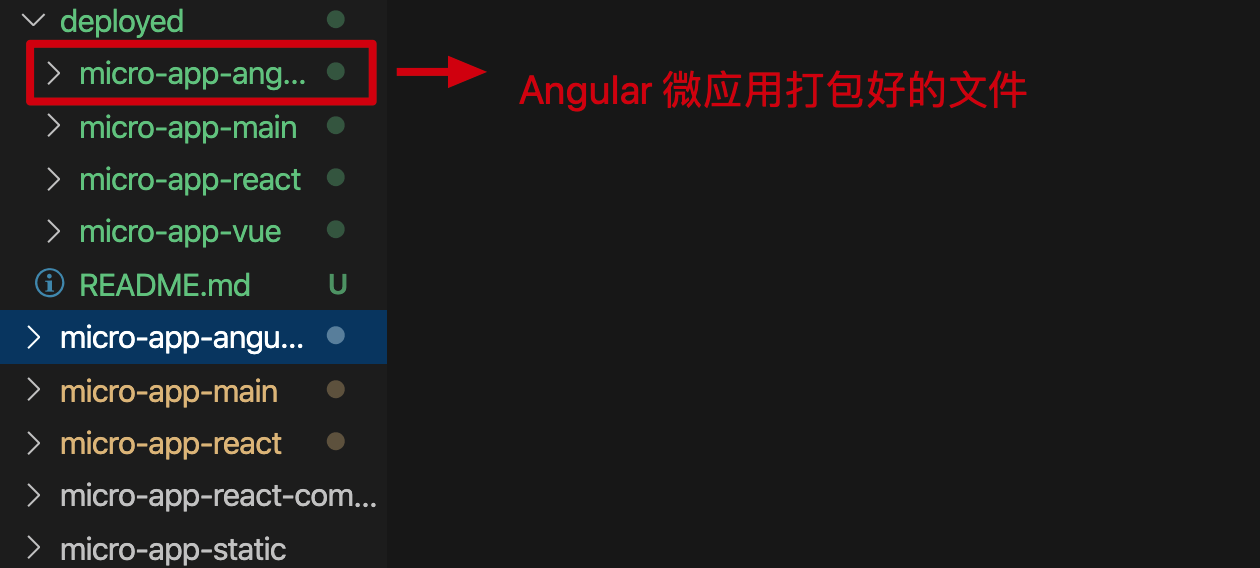 deployed
micro-app-ang...
Angular 微应用打包好的文件
micro-app-main
micro-app-react
micro-app-vue
README.md U
micro-app-angu...
micro-app-main
micro-app-react
micro-app-react-com...
micro-app-static